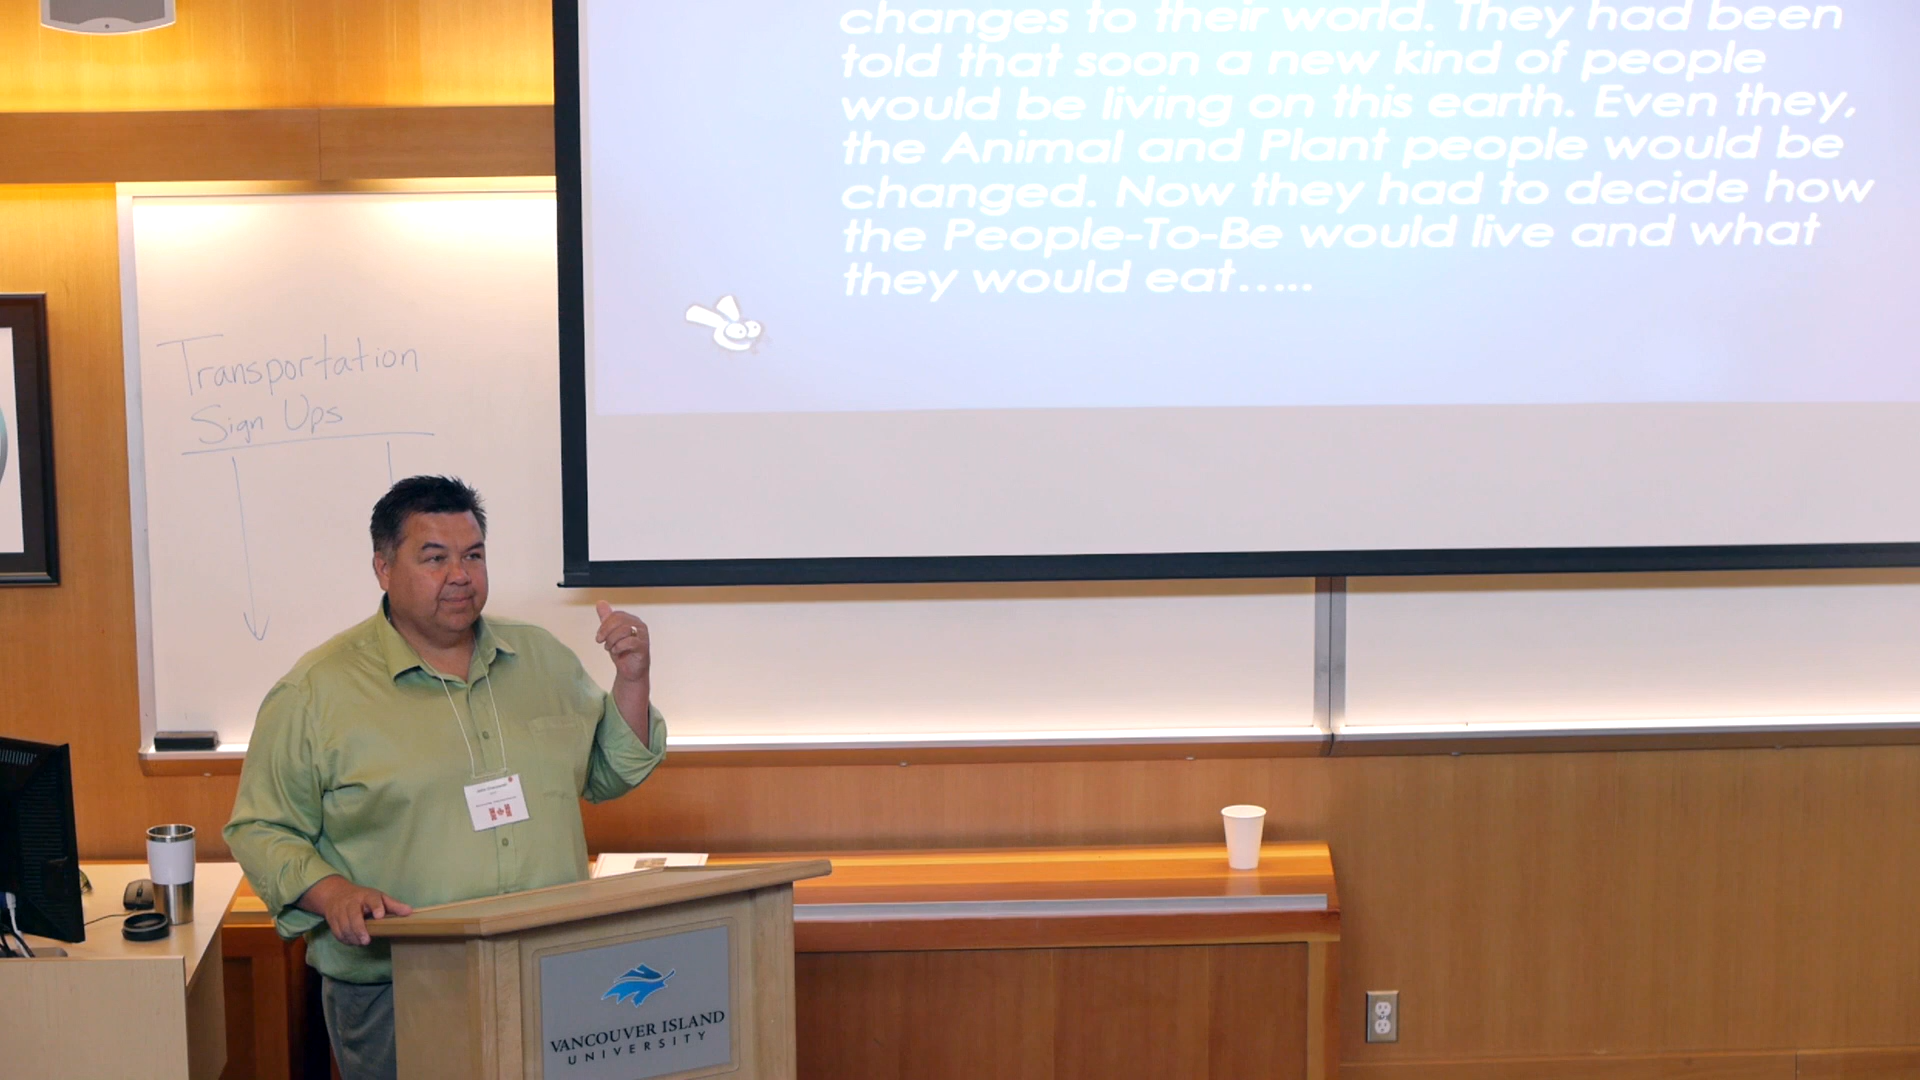 changes to their world. They had been
told that soon a new kind of people
would be living on this earth. Even they,
the Animal and Plant people would be
changed. Now they had to decide how
the People-To-Be would live and what
they would eat.....
Transportation
Sign Ups
VANCOUVER ISLAND
UNIVERSITY